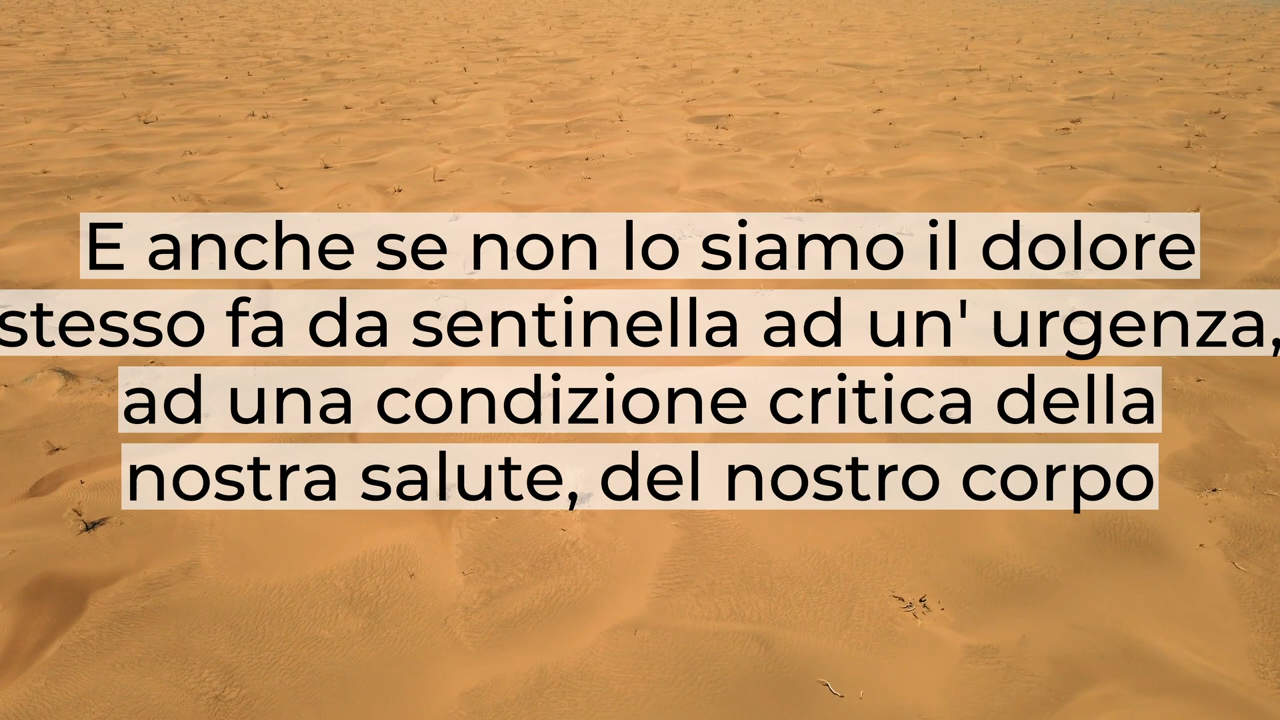 E anche se non lo siamo il dolore
stesso fa da sentinella ad un' urgenza,
ad una condizione critica della
nostra salute, del nostro corpo